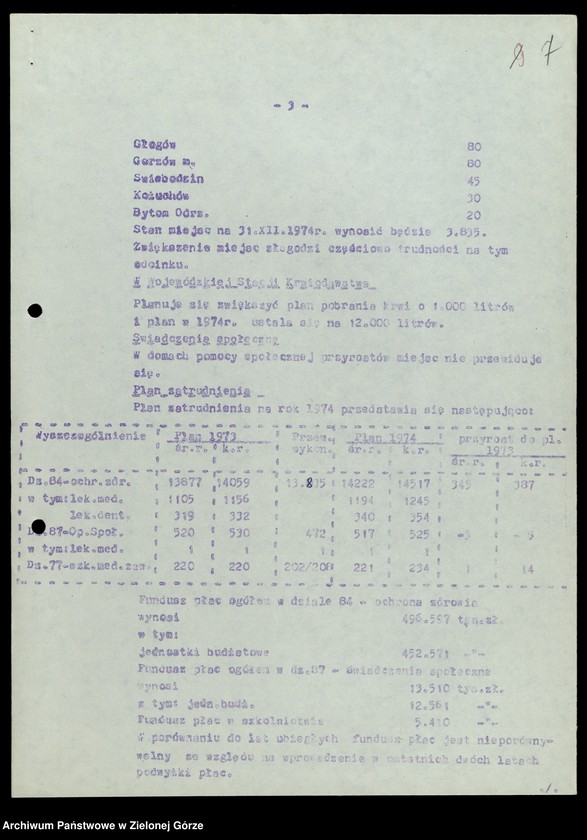 7
- 3 -
Głogów 80
Gorzów m. 80
Świebodzin 45
Kożuchów 30
Bytom Odrz. 20
Stan miejsc na 31.XII.1974r. wynosić będzie 3.835.
Zwiększenie miejsc złagodzi częściowo trudności na tym
odcinku.
W Wojewódzkiej Stacji Krwiodawstwa
Planuje się zwiększyć plan pobrania krwi o 1.000 litrów
i plan w 1974r. ustala się na 12.000 litrów.
Świadczenia społeczne
W domach pomocy społecznej przyrostów miejsc nie przewiduje
się.
Plan zatrudnienia
Plan zatrudnienia na rok 1974 przedstawia się następująco:
Wyszczególnienie Plan 1973 Przew. Plan 1974 przyrost do pl.
śr.r. k.r. wykon. śr.r. k.r. 1973
śr.r. k.r.
Dz.84-ochr.zdr. 13877 14059 13.835 14222 14517 345 387
w tym:lek.med. 1105 1156 1194 1245
lek.dent. 319 332 340 354
Dz.87-Op.Społ. 520 530 472 517 525 -3 - 5
w tym:lek.med. 1 1 1 1
Dz.77-szk.med.zaw. 220 220 202/208 221 234 1 14
Fundusz płac ogółem w dziale 84 - ochrona zdrowia
wynosi 496.597 tys.zł.
w tym:
jednostki budżetowe 452.571 -"-
Fundusz płac ogółem w dz.87 - świadczenia społeczne
wynosi 13.510 tys.zł.
z tym: jedn.budż. 12.561 -"-
Fundusz płac w szkolnictwie 5.410 -"-
W porównaniu do lat ubiegłych fundusz płac jest nieporówny-
walny ze względu na wprowadzenie w ostatnich dwóch latach
podwyżki płac.
./.
Archiwum Państwowe w Zielonej Górze